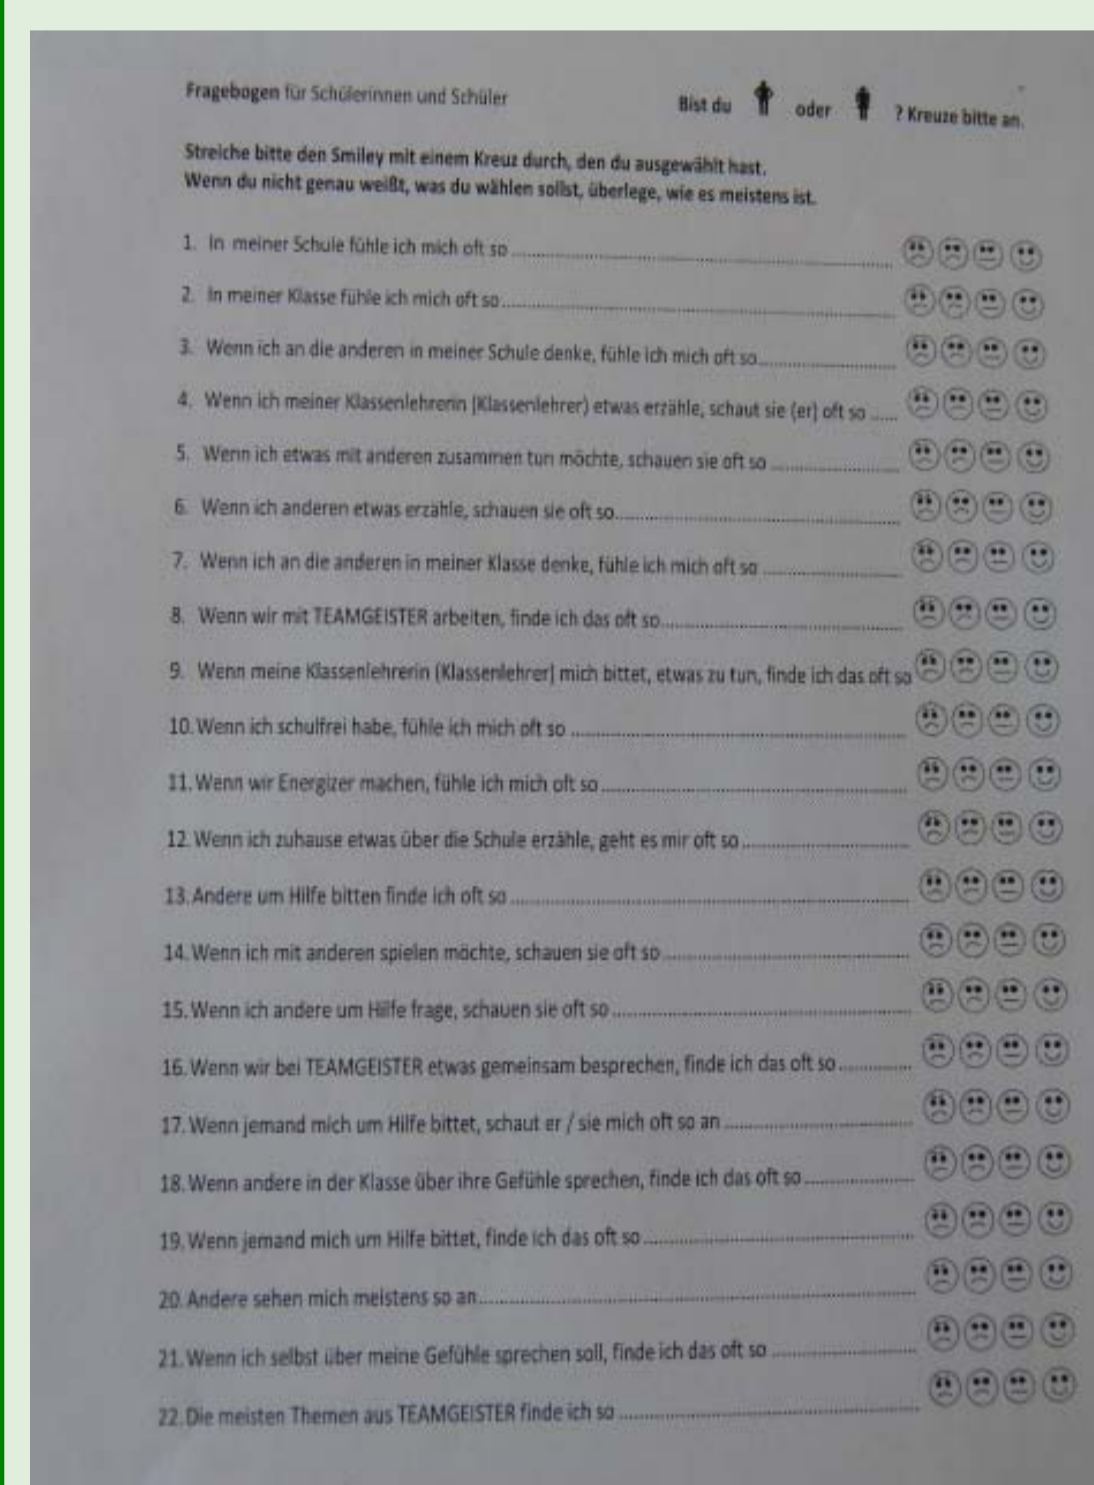 Fragebogen für Schülerinnen und Schüler
Bist du oder ? Kreuze bitte an.
Streiche bitte den Smiley mit einem Kreuz durch, den du ausgewählt hast.
Wenn du nicht genau weißt, was du wählen sollst, überlege, wie es meistens ist.
1. In meiner Schule fühle ich mich oft so
2. In meiner Klasse fühle ich mich oft so
3. Wenn ich an die anderen in meiner Schule denke, fühle ich mich oft so
4. Wenn ich meiner Klassenlehrerin (Klassenlehrer) etwas erzähle, schaut sie (er) oft so
5. Wenn ich etwas mit anderen zusammen tun möchte, schauen sie oft so
6. Wenn ich anderen etwas erzähle, schauen sie oft so
7. Wenn ich an die anderen in meiner Klasse denke, fühle ich mich oft so
8. Wenn wir mit TEAMGEISTER arbeiten, finde ich das oft so
9. Wenn meine Klassenlehrerin (Klassenlehrer) mich bittet, etwas zu tun, finde ich das oft so
10. Wenn ich schulfrei habe, fühle ich mich oft so
11. Wenn wir Energizer machen, fühle ich mich oft so
12. Wenn ich zuhause etwas über die Schule erzähle, geht es mir oft so
13. Andere um Hilfe bitten finde ich oft so
14. Wenn ich mit anderen spielen möchte, schauen sie oft so
15. Wenn ich andere um Hilfe frage, schauen sie oft so
16. Wenn wir bei TEAMGEISTER etwas gemeinsam besprechen, finde ich das oft so
17. Wenn jemand mich um Hilfe bittet, schaut er / sie mich oft so an
18. Wenn andere in der Klasse über ihre Gefühle sprechen, finde ich das oft so
19. Wenn jemand mich um Hilfe bittet, finde ich das oft so
20. Andere sehen mich meistens so an
21. Wenn ich selbst über meine Gefühle sprechen soll, finde ich das oft so
22. Die meisten Themen aus TEAMGEISTER finde ich so